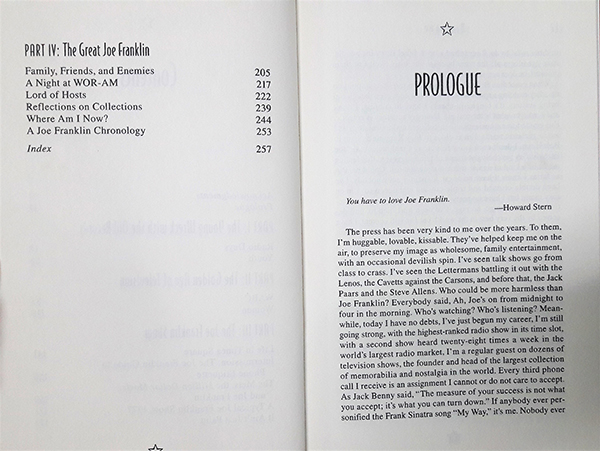 PART IV: The Great Joe Franklin
Family, Friends, and Enemies 205
A Night at WOR-AM 217
Lord of Hosts 222
Reflections on Collections 239
Where Am I Now? 244
A Joe Franklin Chronology 253
Index 257
PROLOGUE
You have to love Joe Franklin.
—Howard Stern
The press has been very kind to me over the years. To them,
I'm huggable, lovable, kissable. They've helped keep me on the
air, to preserve my image as wholesome, family entertainment,
with an occasional devilish spin. I've seen talk shows go from
class to crass. I've seen the Lettermans battling it out with the
Lenos, the Cavetts against the Carsons, and before that, the Jack
Paars and the Steve Allens. Who could be more harmless than
Joe Franklin? Everybody said, Ah, Joe's on from midnight to
four in the morning. Who's watching? Who's listening? Mean-
while, today I have no debts, I've just begun my career, I'm still
going strong, with the highest-ranked radio show in its time slot,
with a second show heard twenty-eight times a week in the
world's largest radio market, I'm a regular guest on dozens of
television shows, the founder and head of the largest collection
of memorabilia and nostalgia in the world. Every third phone
call I receive is an assignment I cannot or do not care to accept.
As Jack Benny said, "The measure of your success is not what
you accept; it's what you can turn down." If anybody ever per-
sonified the Frank Sinatra song "My Way," it's me. Nobody ever